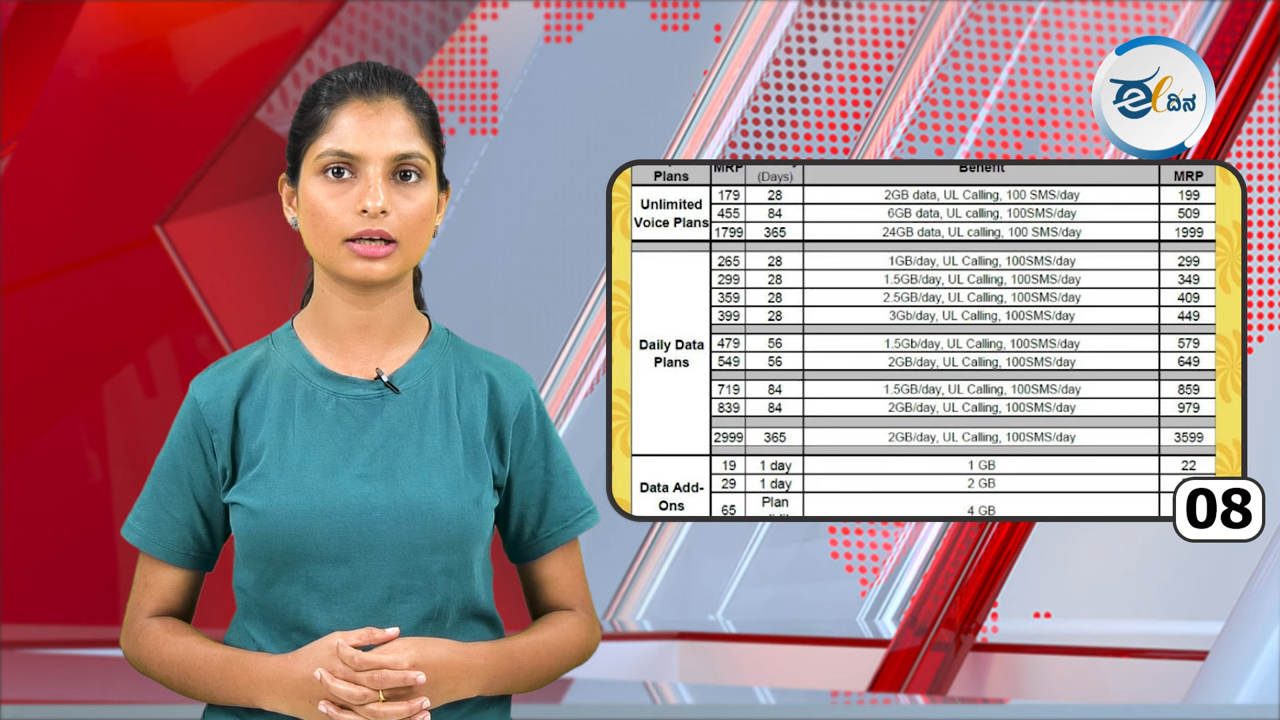 ಈ ದಿನ
Plans MRP (Days) Benefit MRP
Unlimited Voice Plans
179 28 2GB data, UL Calling, 100 SMS/day 199
455 84 6GB data, UL calling, 100SMS/day 509
1799 365 24GB data, UL calling, 100 SMS/day 1999
Daily Data Plans
265 28 1GB/day, UL Calling, 100SMS/day 299
299 28 1.5GB/day, UL Calling, 100SMS/day 349
359 28 2.5GB/day, UL Calling, 100SMS/day 409
399 28 3Gb/day, UL Calling, 100SMS/day 449
479 56 1.5Gb/day, UL Calling, 100SMS/day 579
549 56 2GB/day, UL Calling, 100SMS/day 649
719 84 1.5GB/day, UL Calling, 100SMS/day 859
839 84 2GB/day, UL Calling, 100SMS/day 979
2999 365 2GB/day, UL Calling, 100SMS/day 3599
Data Add-Ons
19 1 day 1 GB 22
29 1 day 2 GB
65 Plan 4 GB
08